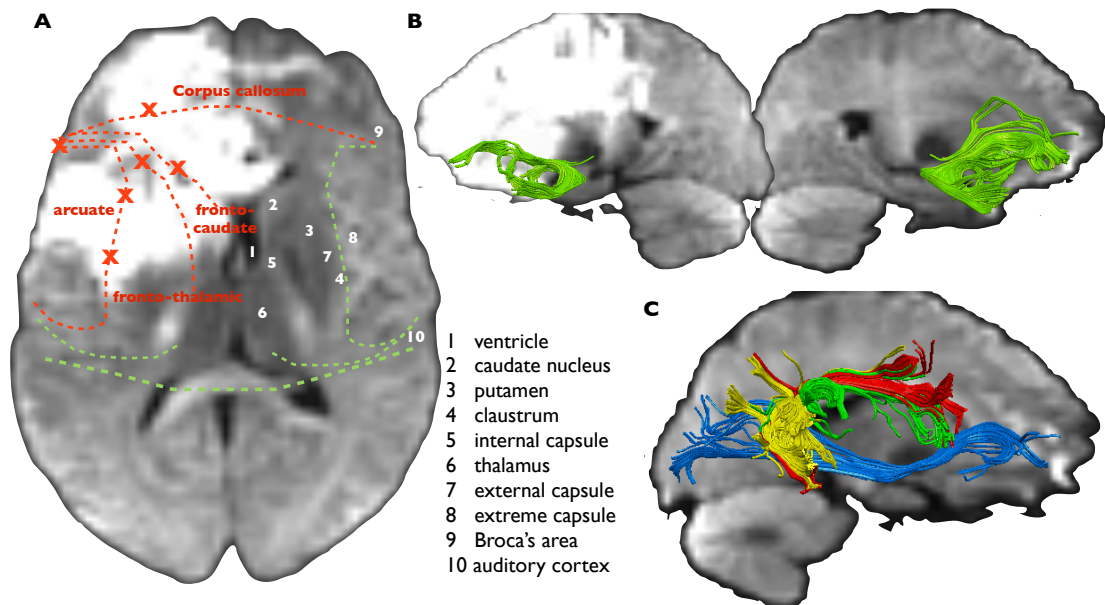 A
B
Corpus callosum
9
arcuate
fronto-
caudate
2
3
8
1
7
5
4
fronto-thalamic
6
10
C
1 ventricle
2 caudate nucleus
3 putamen
4 claustrum
5 internal capsule
6 thalamus
7 external capsule
8 extreme capsule
9 Broca's area
10 auditory cortex